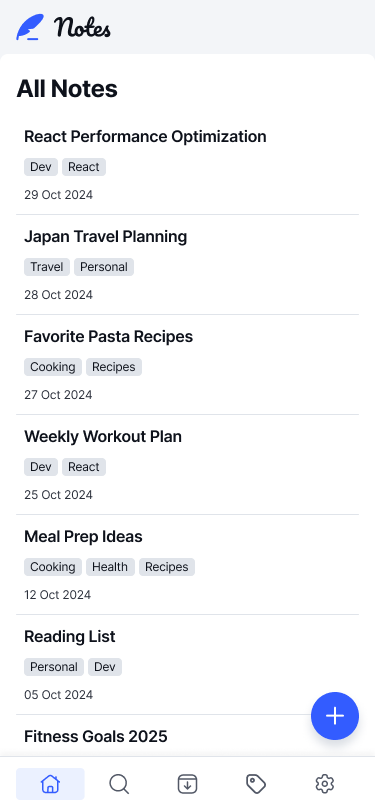 Notes
All Notes
React Performance Optimization
Dev React
29 Oct 2024
Japan Travel Planning
Travel Personal
28 Oct 2024
Favorite Pasta Recipes
Cooking Recipes
27 Oct 2024
Weekly Workout Plan
Dev React
25 Oct 2024
Meal Prep Ideas
Cooking Health Recipes
12 Oct 2024
Reading List
Personal Dev
05 Oct 2024
Fitness Goals 2025